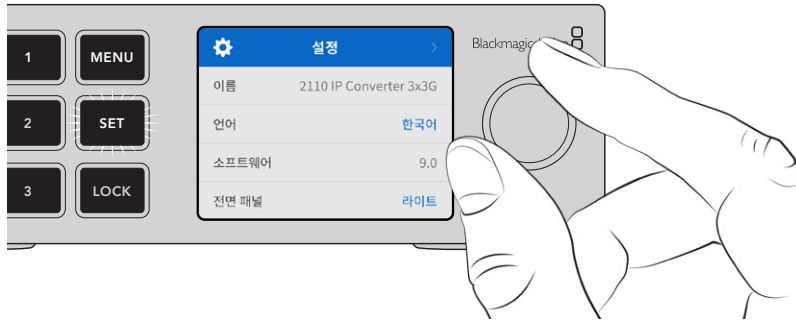 1
MENU
2
SET
3
LOCK
설정
이름 2110 IP Converter 3x3G
언어 한국어
소프트웨어 9.0
전면 패널 라이트